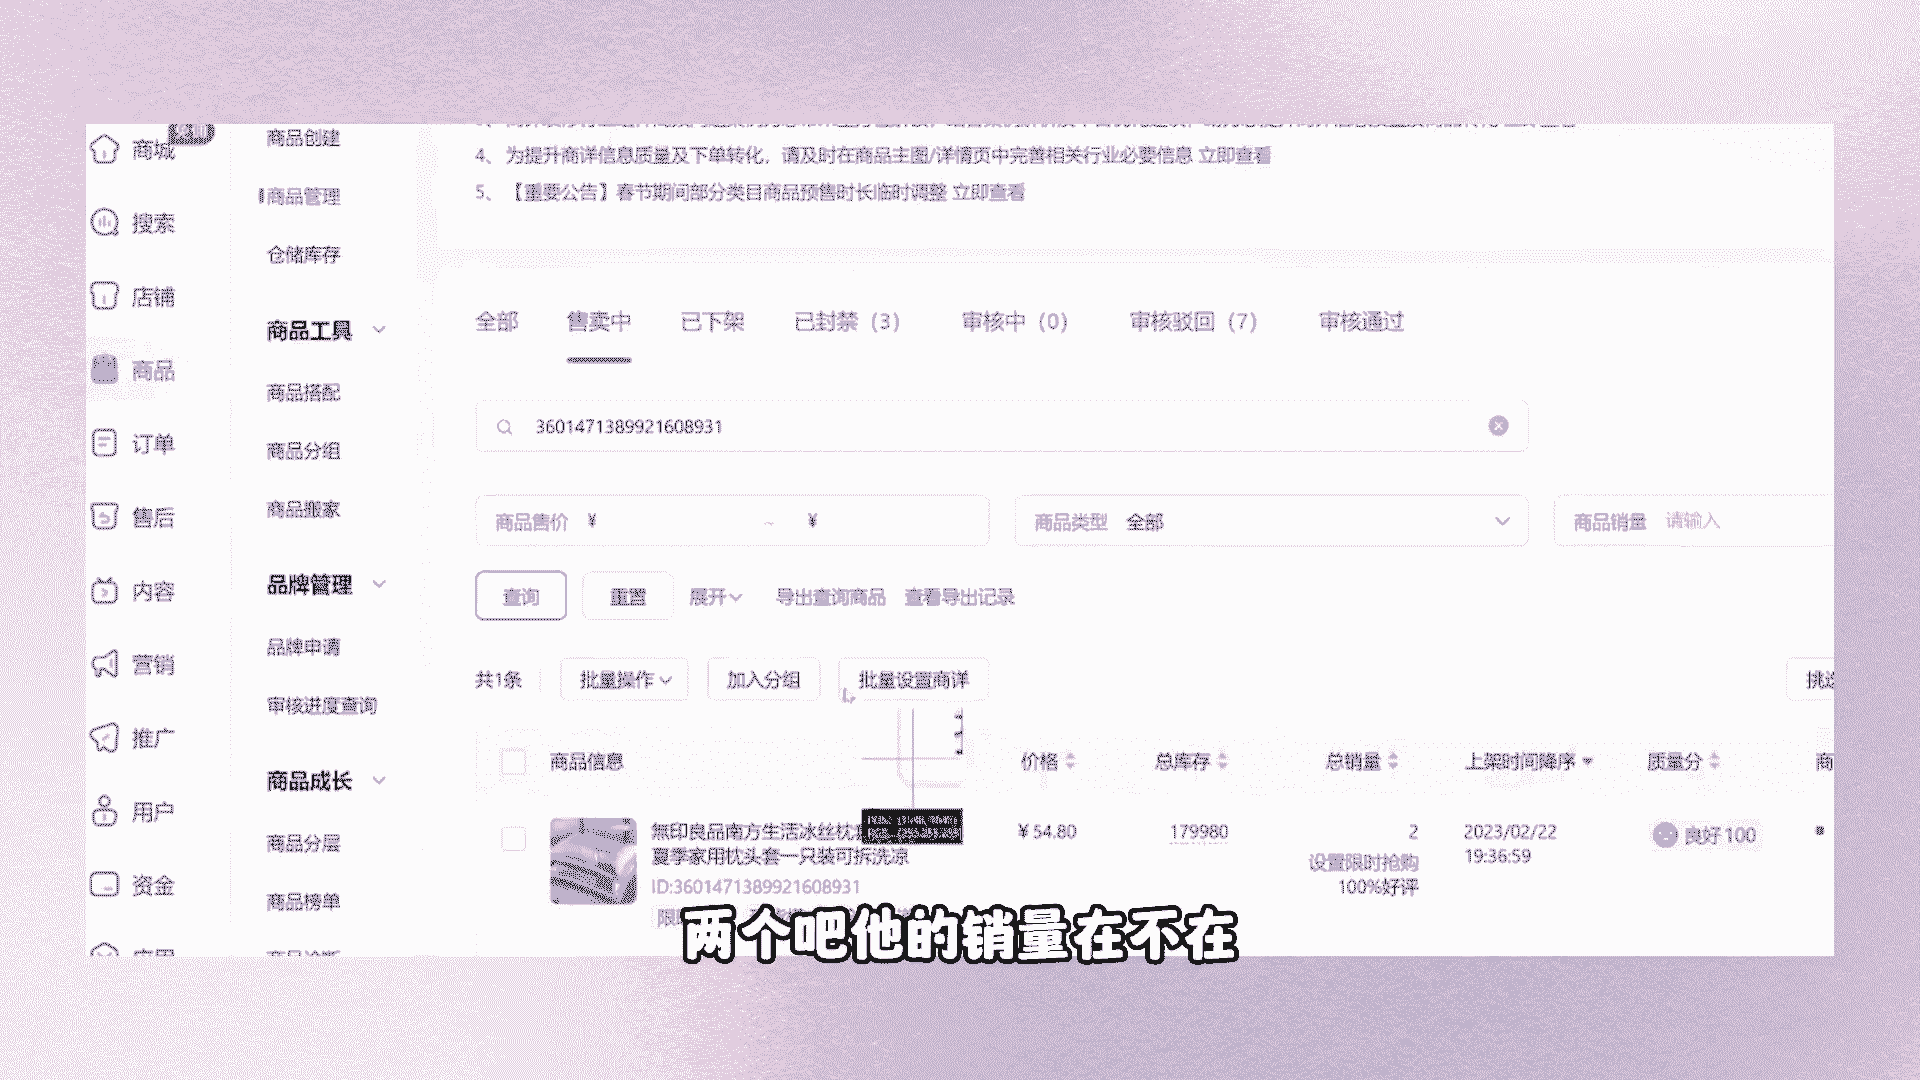 商城
搜索
店铺
商品
订单
售后
内容
营销
推广
用户
资金
商品创建
商品管理
仓储库存
商品工具
商品搭配
商品分组
商品搬家
品牌管理
品牌申请
审核进度查询
商品成长
商品分层
商品榜单
4、 为提升商详信息质量及下单转化，请及时在商品主图/详情页中完善相关行业必要信息 立即查看
5、 【重要公告】春节期间部分类目商品预售时长临时调整 立即查看
全部 售卖中 已下架 已封禁（3） 审核中（0） 审核驳回（7） 审核通过
3601471389921608931
商品售价 ¥ ~ ¥ 商品类型 全部 商品销量 请输入
查询 重置 展开 导出查询商品 查看导出记录
共1条 批量操作 加入分组 批量设置商详 挑选
商品信息 价格 总库存 总销量 上架时间降序 质量分 商
無印良品南方生活冰丝枕
夏季家用枕头套一只装可拆洗凉
ID:3601471389921608931
¥54.80 179980 2
设置限时抢购
100%好评
2023/02/22
19:36:59
良好100
两个吧他的销量在不在